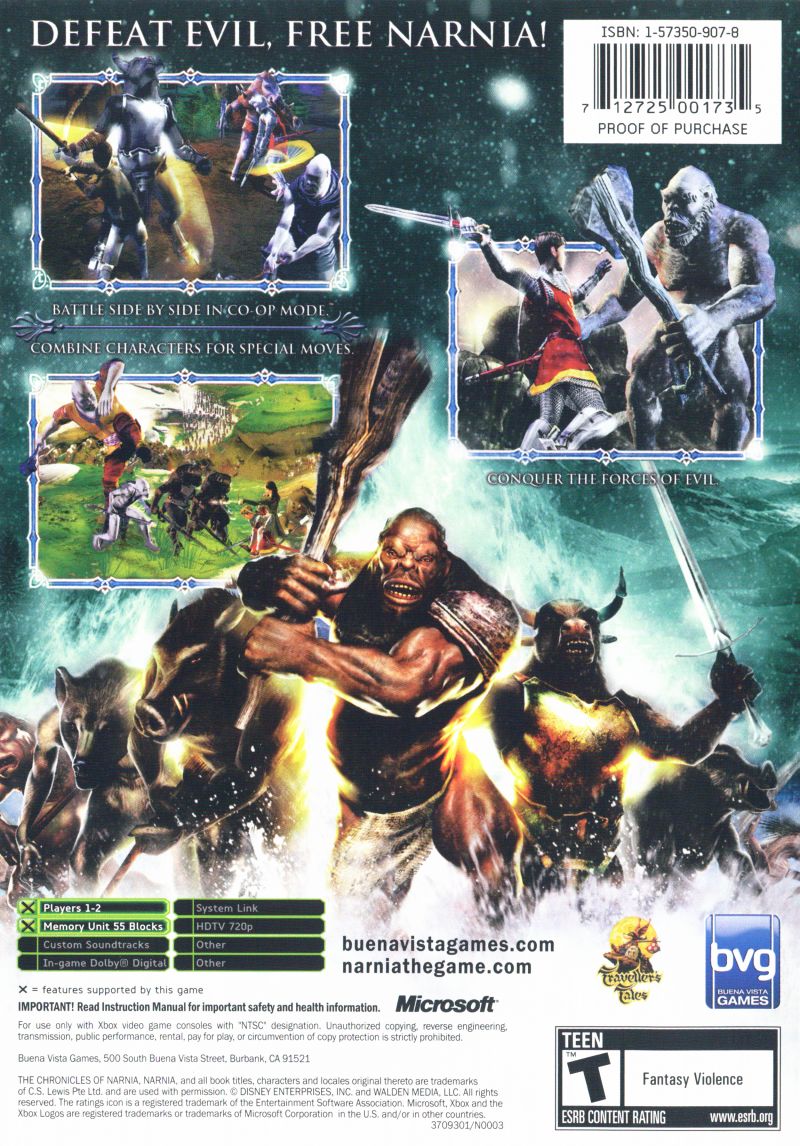 DEFEAT EVIL, FREE NARNIA!
ISBN: 1-57350-907-8
7 12725 00173 5
PROOF OF PURCHASE
BATTLE SIDE BY SIDE IN CO-OP MODE.
COMBINE CHARACTERS FOR SPECIAL MOVES.
CONQUER THE FORCES OF EVIL.
X Players 1-2
X Memory Unit 55 Blocks
Custom Soundtracks
In-game Dolby® Digital
System Link
HDTV 720p
Other
Other
buenavistagames.com
narniathegame.com
Travellers
Tales
bvg
BUENA VISTA
GAMES
X = features supported by this game
IMPORTANT! Read Instruction Manual for important safety and health information.
Microsoft®
For use only with Xbox video game consoles with "NTSC" designation. Unauthorized copying, reverse engineering,
transmission, public performance, rental, pay for play, or circumvention of copy protection is strictly prohibited.
Buena Vista Games, 500 South Buena Vista Street, Burbank, CA 91521
THE CHRONICLES OF NARNIA, NARNIA, and all book titles, characters and locales original thereto are trademarks
of C.S. Lewis Pte Ltd. and are used with permission. © DISNEY ENTERPRISES, INC. and WALDEN MEDIA, LLC. All rights
reserved. The ratings icon is a registered trademark of the Entertainment Software Association. Microsoft, Xbox and the
Xbox Logos are registered trademarks or trademarks of Microsoft Corporation in the U.S. and/or in other countries.
3709301/N0003
TEEN
T
TM
Fantasy Violence
ESRB CONTENT RATING www.esrb.org